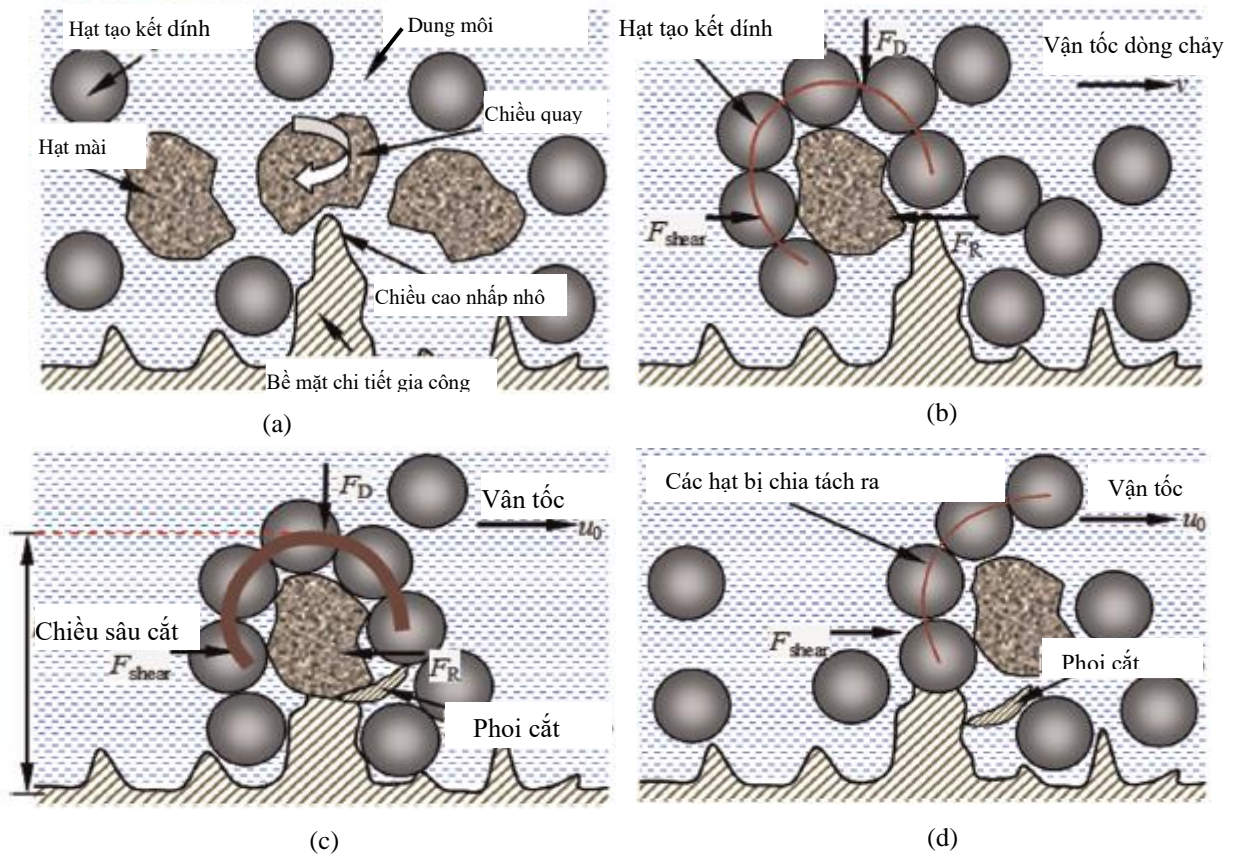 Hạt tạo kết dính
Dung môi
Chiều quay
Hạt mài
Chiều cao nhấp nhô
Bề mặt chi tiết gia công
(a)
Hạt tạo kết dính
F_D
Vận tốc dòng chảy
v
F_shear
F_R
(b)
F_D
Vân tốc
u_0
Chiều sâu cắt
F_shear
F_R
Phoi cắt
(c)
Các hạt bị chia tách ra
Vận tốc
u_0
F_shear
Phoi cắt
(d)